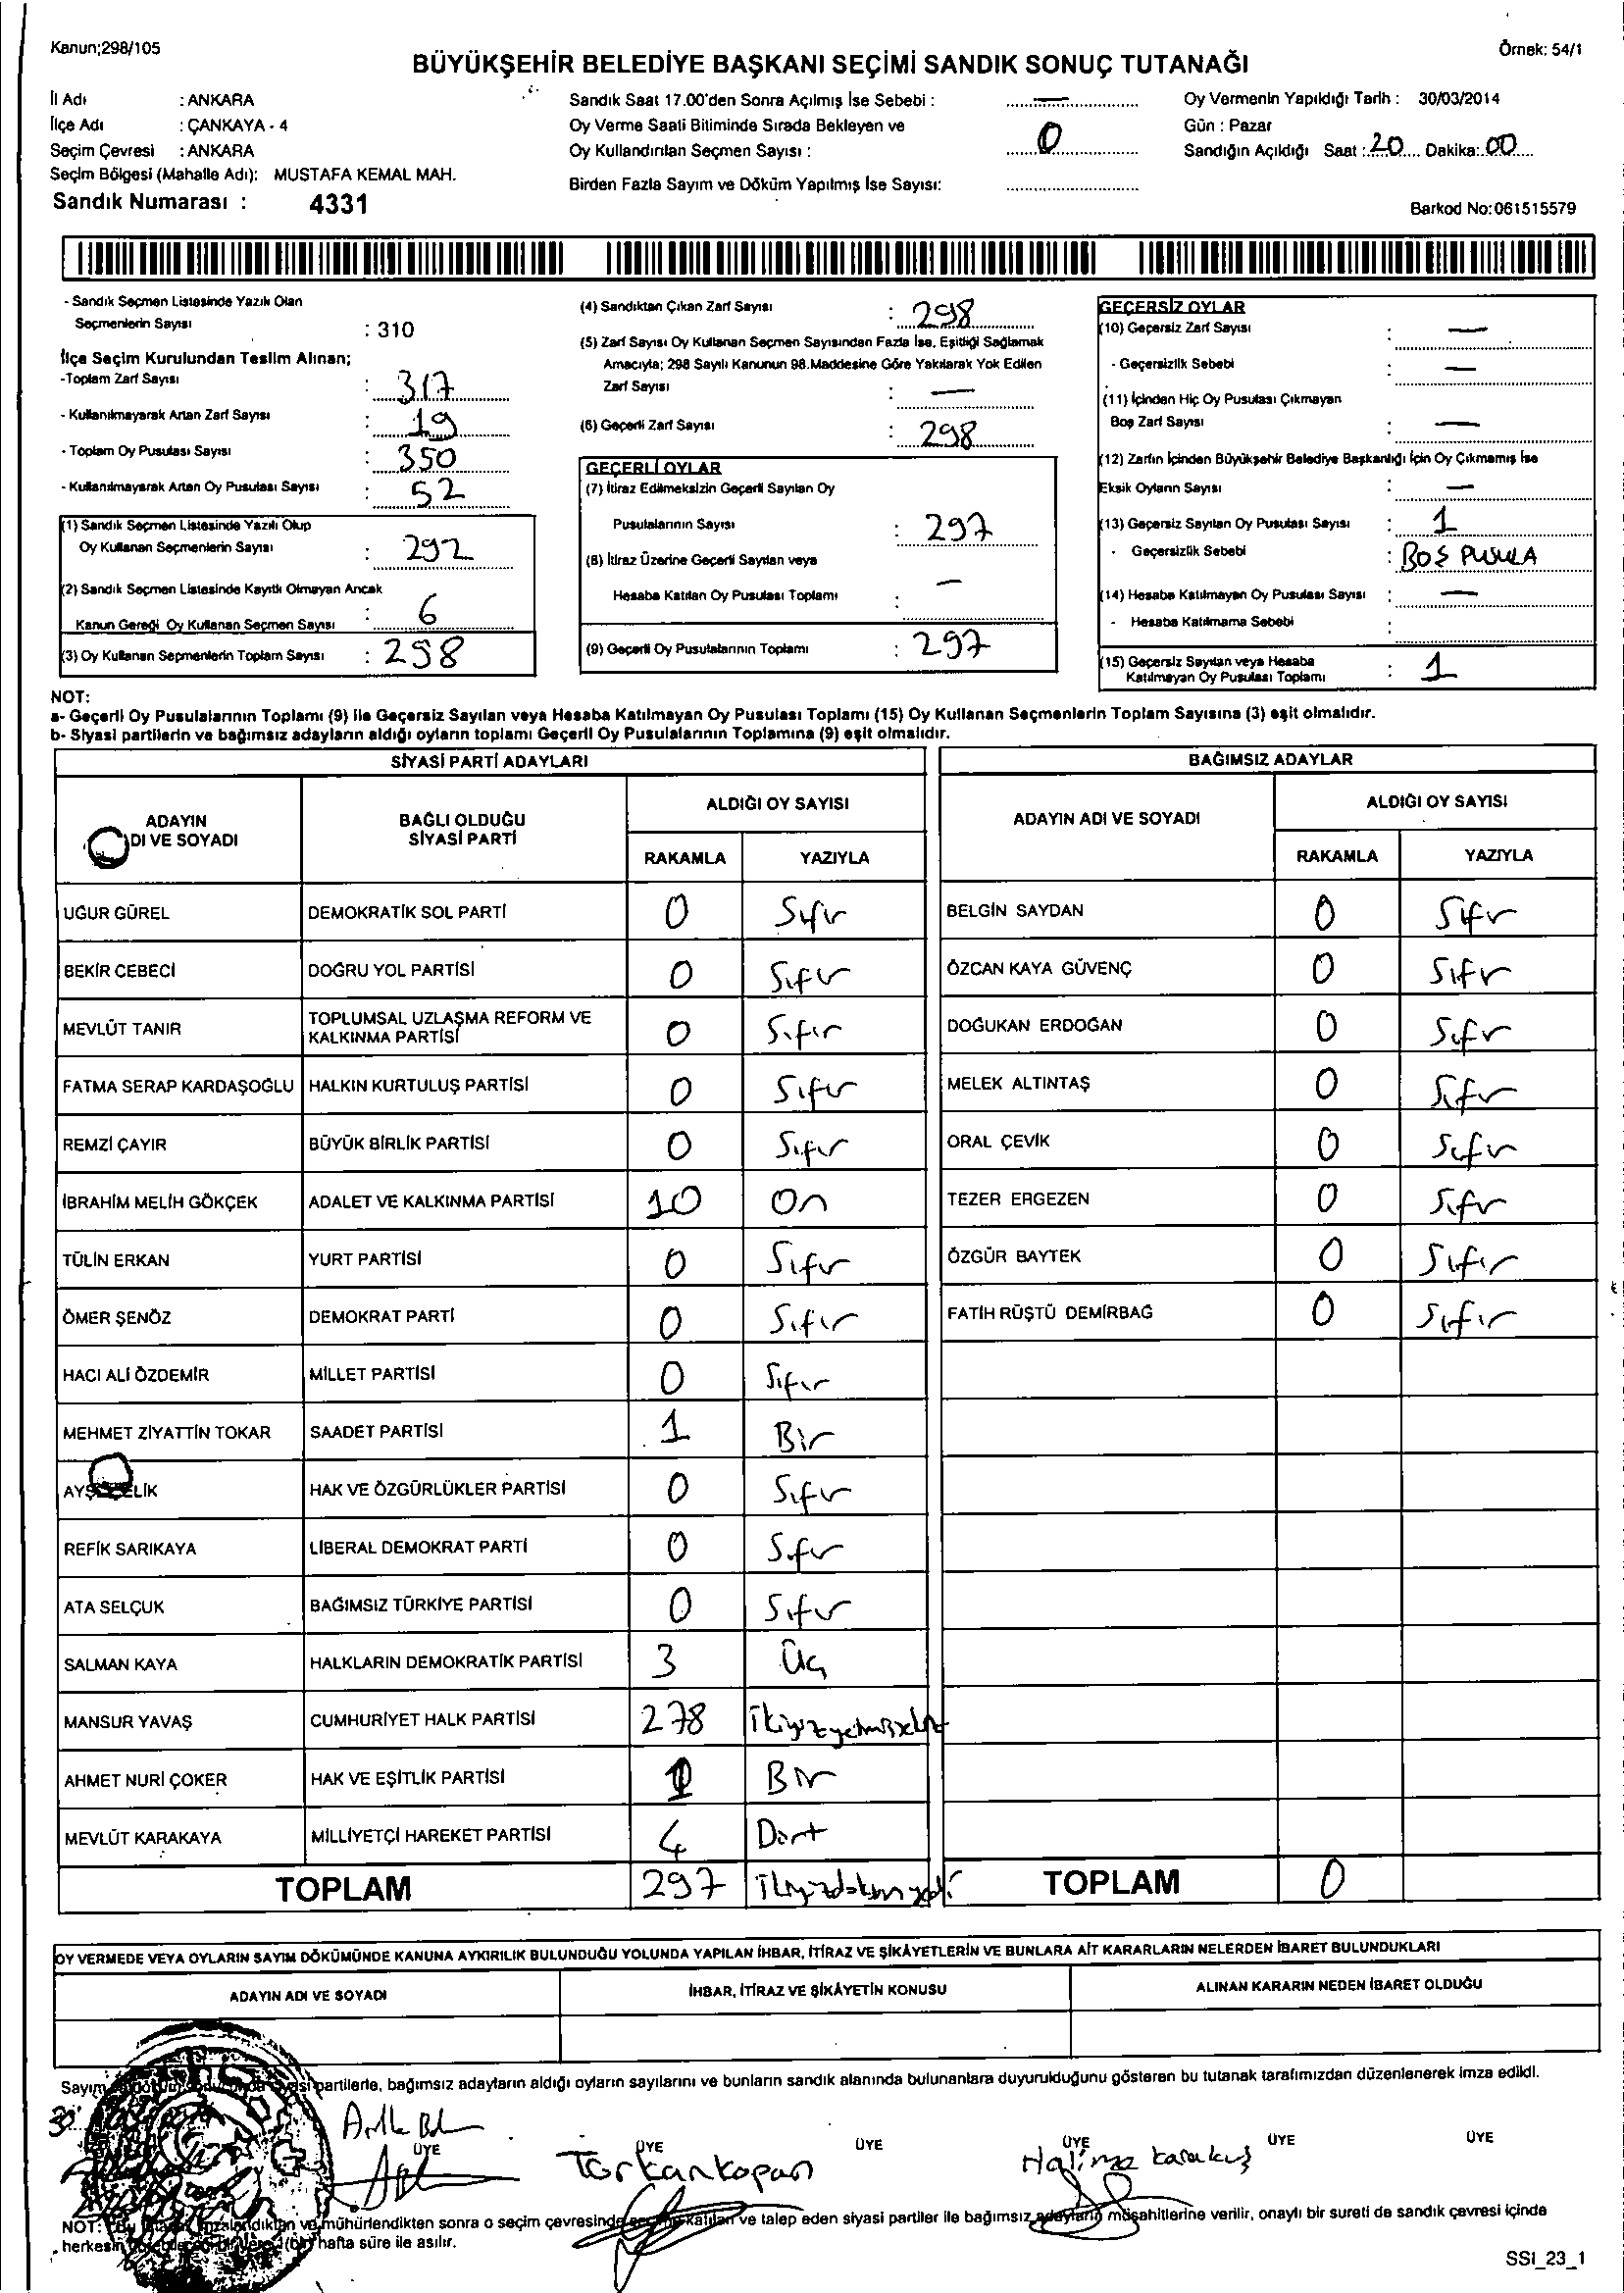 Kanun;298/105
Örnek: 54/1
BÜYÜKŞEHİR BELEDİYE BAŞKANI SEÇİMİ SANDIK SONUÇ TUTANAĞI
İl Adı : ANKARA
İlçe Adı : ÇANKAYA - 4
Seçim Çevresi : ANKARA
Seçim Bölgesi (Mahalle Adı): MUSTAFA KEMAL MAH.
Sandık Numarası : 4331
Sandık Saat 17.00'den Sonra Açılmış İse Sebebi : —
Oy Verme Saati Bitiminde Sırada Bekleyen ve
Oy Kullandırılan Seçmen Sayısı : 0
Birden Fazla Sayım ve Döküm Yapılmış İse Sayısı:
Oy Vermenin Yapıldığı Tarih : 30/03/2014
Gün : Pazar
Sandığın Açıldığı Saat : 20 Dakika: 00
Barkod No:061515579
- Sandık Seçmen Listesinde Yazılı Olan
Seçmenlerin Sayısı : 310
İlçe Seçim Kurulundan Teslim Alınan;
-Toplam Zarf Sayısı : 317
- Kullanılmayarak Artan Zarf Sayısı : 19
- Toplam Oy Pusulası Sayısı : 350
- Kullanılmayarak Artan Oy Pusulası Sayısı : 52
(1) Sandık Seçmen Listesinde Yazılı Olup
Oy Kullanan Seçmenlerin Sayısı : 292
(2) Sandık Seçmen Listesinde Kayıtlı Olmayan Ancak
Kanun Gereği Oy Kullanan Seçmen Sayısı : 6
(3) Oy Kullanan Seçmenlerin Toplam Sayısı : 298
(4) Sandıktan Çıkan Zarf Sayısı : 298
(5) Zarf Sayısı Oy Kullanan Seçmen Sayısından Fazla İse, Eşitliği Sağlamak
Amacıyla; 298 Sayılı Kanunun 98.Maddesine Göre Yakılarak Yok Edilen
Zarf Sayısı : —
(6) Geçerli Zarf Sayısı : 298
GEÇERLİ OYLAR
(7) İtiraz Edilmeksizin Geçerli Sayılan Oy
Pusulalarının Sayısı : 297
(8) İtiraz Üzerine Geçerli Sayılan veya
Hesaba Katılan Oy Pusulası Toplamı : —
(9) Geçerli Oy Pusulalarının Toplamı : 297
GEÇERSİZ OYLAR
(10) Geçersiz Zarf Sayısı : —
- Geçersizlik Sebebi : —
(11) İçinden Hiç Oy Pusulası Çıkmayan
Boş Zarf Sayısı : —
(12) Zarfın İçinden Büyükşehir Belediye Başkanlığı İçin Oy Çıkmamış İse
Eksik Oyların Sayısı : —
(13) Geçersiz Sayılan Oy Pusulası Sayısı : 1
- Geçersizlik Sebebi : BOŞ PUSULA
(14) Hesaba Katılmayan Oy Pusulası Sayısı : —
- Hesaba Katılmama Sebebi :
(15) Geçersiz Sayılan veya Hesaba
Katılmayan Oy Pusulası Toplamı : 1
NOT:
a- Geçerli Oy Pusulalarının Toplamı (9) ile Geçersiz Sayılan veya Hesaba Katılmayan Oy Pusulası Toplamı (15) Oy Kullanan Seçmenlerin Toplam Sayısına (3) eşit olmalıdır.
b- Siyasi partilerin ve bağımsız adayların aldığı oyların toplamı Geçerli Oy Pusulalarının Toplamına (9) eşit olmalıdır.
SİYASİ PARTİ ADAYLARI
ADAYIN
ADI VE SOYADI
BAĞLI OLDUĞU
SİYASİ PARTİ
ALDIĞI OY SAYISI
RAKAMLA YAZIYLA
UĞUR GÜREL DEMOKRATİK SOL PARTİ 0 Sıfır
BEKİR CEBECİ DOĞRU YOL PARTİSİ 0 Sıfır
MEVLÜT TANIR TOPLUMSAL UZLAŞMA REFORM VE
KALKINMA PARTİSİ 0 Sıfır
FATMA SERAP KARDAŞOĞLU HALKIN KURTULUŞ PARTİSİ 0 Sıfır
REMZİ ÇAYIR BÜYÜK BİRLİK PARTİSİ 0 Sıfır
İBRAHİM MELİH GÖKÇEK ADALET VE KALKINMA PARTİSİ 10 On
TÜLİN ERKAN YURT PARTİSİ 0 Sıfır
ÖMER ŞENÖZ DEMOKRAT PARTİ 0 Sıfır
HACI ALİ ÖZDEMİR MİLLET PARTİSİ 0 Sıfır
MEHMET ZİYATTİN TOKAR SAADET PARTİSİ 1 Bir
AYŞE ÇELİK HAK VE ÖZGÜRLÜKLER PARTİSİ 0 Sıfır
REFİK SARIKAYA LİBERAL DEMOKRAT PARTİ 0 Sıfır
ATA SELÇUK BAĞIMSIZ TÜRKİYE PARTİSİ 0 Sıfır
SALMAN KAYA HALKLARIN DEMOKRATİK PARTİSİ 3 Üç
MANSUR YAVAŞ CUMHURİYET HALK PARTİSİ 278 İkiyüzyetmişsekiz
AHMET NURİ ÇOKER HAK VE EŞİTLİK PARTİSİ 1 Bir
MEVLÜT KARAKAYA MİLLİYETÇİ HAREKET PARTİSİ 4 Dört
TOPLAM 297 İkiyüzdoksanyedi
BAĞIMSIZ ADAYLAR
ADAYIN ADI VE SOYADI
ALDIĞI OY SAYISI
RAKAMLA YAZIYLA
BELGİN SAYDAN 0 Sıfır
ÖZCAN KAYA GÜVENÇ 0 Sıfır
DOĞUKAN ERDOĞAN 0 Sıfır
MELEK ALTINTAŞ 0 Sıfır
ORAL ÇEVİK 0 Sıfır
TEZER ERGEZEN 0 Sıfır
ÖZGÜR BAYTEK 0 Sıfır
FATİH RÜŞTÜ DEMİRBAĞ 0 Sıfır
TOPLAM 0
OY VERMEDE VEYA OYLARIN SAYIM DÖKÜMÜNDE KANUNA AYKIRILIK BULUNDUĞU YOLUNDA YAPILAN İHBAR, İTİRAZ VE ŞİKÂYETLERİN VE BUNLARA AİT KARARLARIN NELERDEN İBARET BULUNDUKLARI
ADAYIN ADI VE SOYADI İHBAR, İTİRAZ VE ŞİKÂYETİN KONUSU ALINAN KARARIN NEDEN İBARET OLDUĞU
Sayım partilerle, bağımsız adayların aldığı oyların sayılarını ve bunların sandık alanında bulunanlara duyurulduğunu gösteren bu tutanak tarafımızdan düzenlenerek imza edildi.
ÜYE ÜYE ÜYE ÜYE ÜYE ÜYE
Tarkan Kopan Halime Karakuş
NOT: ve mühürlendikten sonra o seçim çevresinde ve talep eden siyasi partiler ile bağımsız adayların müşahitlerine verilir, onaylı bir sureti de sandık çevresi içinde
herkesin hafta süre ile asılır.
SSI_23_1